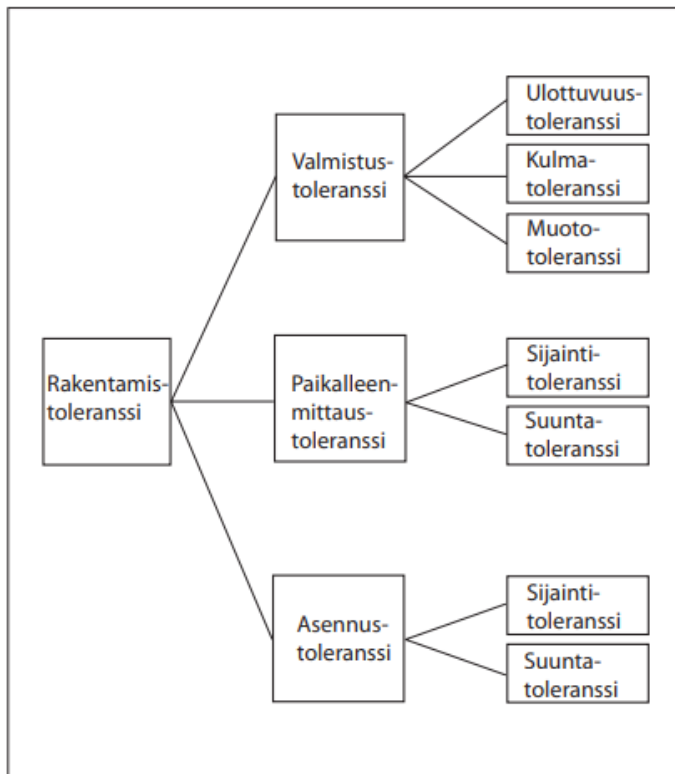 Rakentamis-
toleranssi
Valmistus-
toleranssi
Ulottuvuus-
toleranssi
Kulma-
toleranssi
Muoto-
toleranssi
Paikalleen-
mittaus-
toleranssi
Sijainti-
toleranssi
Suunta-
toleranssi
Asennus-
toleranssi
Sijainti-
toleranssi
Suunta-
toleranssi